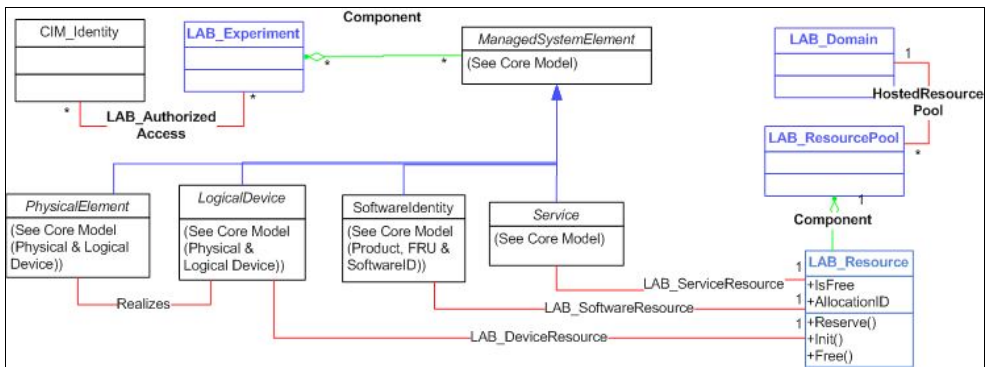 Component
CIM_Identity
LAB_Experiment
*
*
*
*
LAB_Authorized
Access
ManagedSystemElement
(See Core Model)
LAB_Domain
1
HostedResource
Pool
*
LAB_ResourcePool
1
Component
PhysicalElement
(See Core Model
(Physical & Logical
Device))
LogicalDevice
(See Core Model
(Physical &
Logical Device))
SoftwareIdentity
(See Core Model
(Product, FRU &
SoftwareID))
Service
(See Core Model)
Realizes
LAB_ServiceResource
1
LAB_SoftwareResource
1
LAB_DeviceResource
1
LAB_Resource
+IsFree
+AllocationID
+Reserve()
+Init()
+Free()